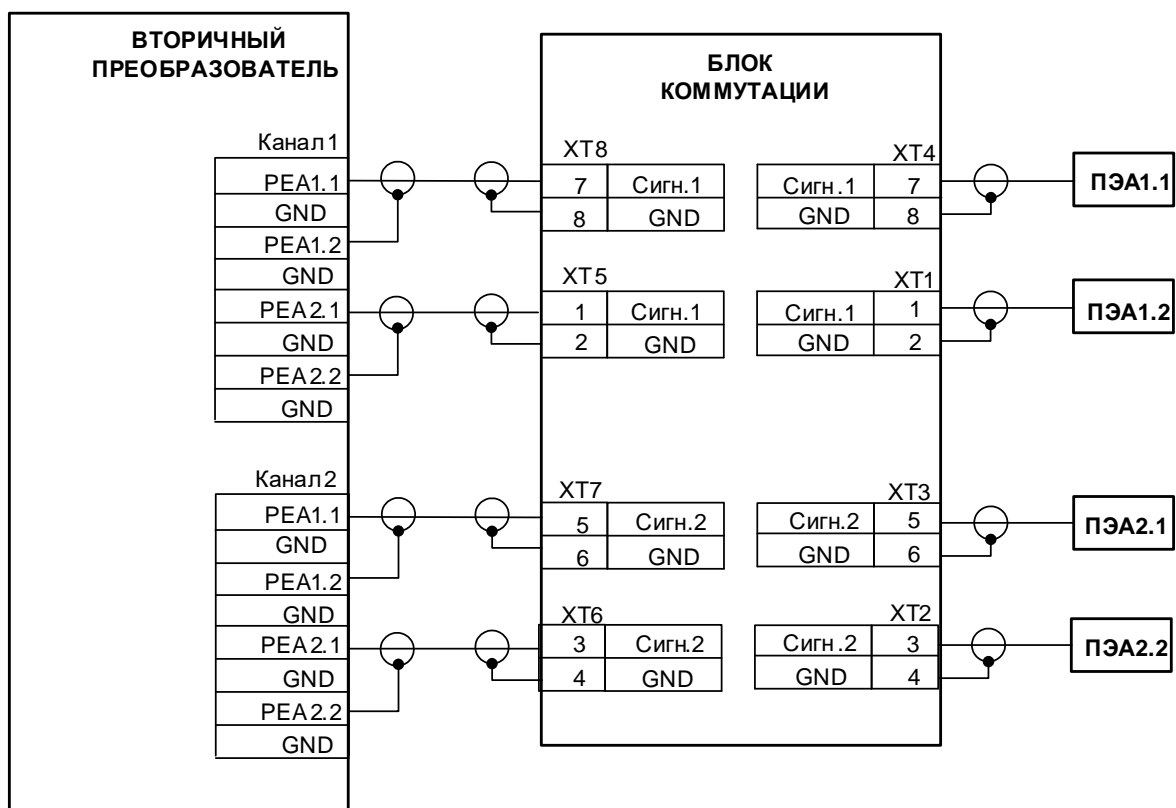 ВТОРИЧНЫЙ
ПРЕОБРАЗОВАТЕЛЬ
Канал 1
PEA1.1
GND
PEA1.2
GND
PEA2.1
GND
PEA2.2
GND
Канал 2
PEA1.1
GND
PEA1.2
GND
PEA2.1
GND
PEA2.2
GND
БЛОК
КОММУТАЦИИ
XT8
7 Сигн.1
8 GND
XT5
1 Сигн.1
2 GND
XT7
5 Сигн.2
6 GND
XT6
3 Сигн.2
4 GND
XT4
Сигн.1 7
GND 8
XT1
Сигн.1 1
GND 2
XT3
Сигн.2 5
GND 6
XT2
Сигн.2 3
GND 4
ПЭА1.1
ПЭА1.2
ПЭА2.1
ПЭА2.2